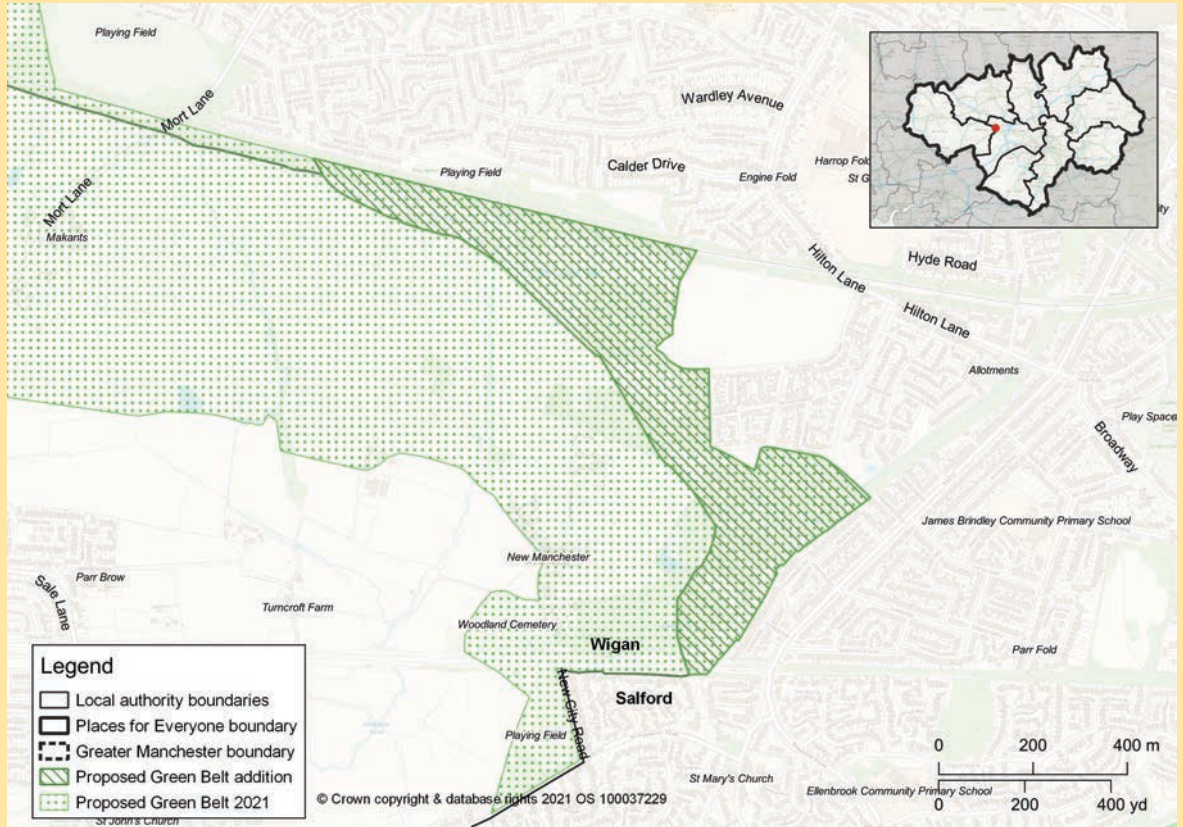 Playing Field
Mort Lane
Wardley Avenue
Calder Drive
Playing Field
Engine Fold
Harrop Fold
St G
ity
Mort Lane
Makants
Hyde Road
Hilton Lane
Hilton Lane
Allotments
Play Space
Broadway
James Brindley Community Primary School
New Manchester
Parr Brow
Sale Lane
Turncroft Farm
Woodland Cemetery
Wigan
Parr Fold
Salford
New City Road
Playing Field
St Mary's Church
Ellenbrook Community Primary School
St John's Church
Legend
Local authority boundaries
Places for Everyone boundary
Greater Manchester boundary
Proposed Green Belt addition
Proposed Green Belt 2021
© Crown copyright & database rights 2021 OS 100037229
0 200 400 m
0 200 400 yd